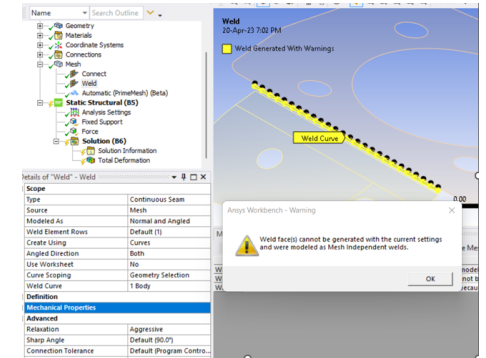 Name
Search Outline
Geometry
Materials
Coordinate Systems
Connections
Mesh
Connect
Weld
Automatic (PrimeMesh) (Beta)
Static Structural (B5)
Analysis Settings
Fixed Support
Force
Solution (B6)
Solution Information
Total Deformation
etails of "Weld" - Weld
Scope
Type Continuous Seam
Source Mesh
Modeled As Normal and Angled
Weld Element Rows Default (1)
Create Using Curves
Angled Direction Both
Use Worksheet No
Curve Scoping Geometry Selection
Weld Curve 1 Body
Definition
Mechanical Properties
Advanced
Relaxation Aggressive
Sharp Angle Default (90.0°)
Connection Tolerance Default (Program Contro...
Weld
20-Apr-23 7:02 PM
Weld Generated With Warnings
Weld Curve
0.00
Ansys Workbench - Warning
Weld face(s) cannot be generated with the current settings
and were modeled as Mesh Independent welds.
OK